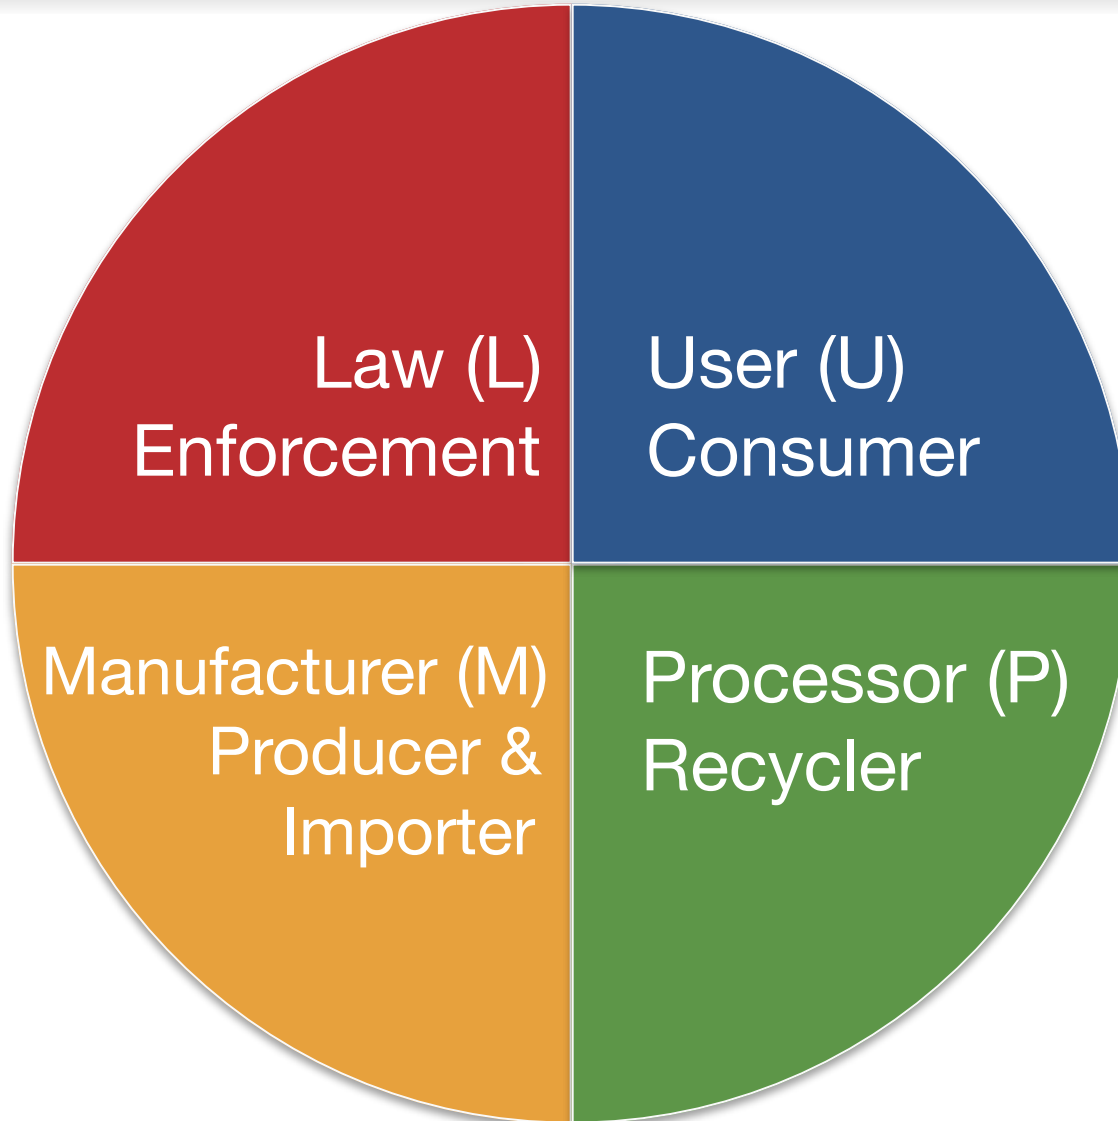 Law (L)
Enforcement
User (U)
Consumer
Manufacturer (M)
Producer &
Importer
Processor (P)
Recycler